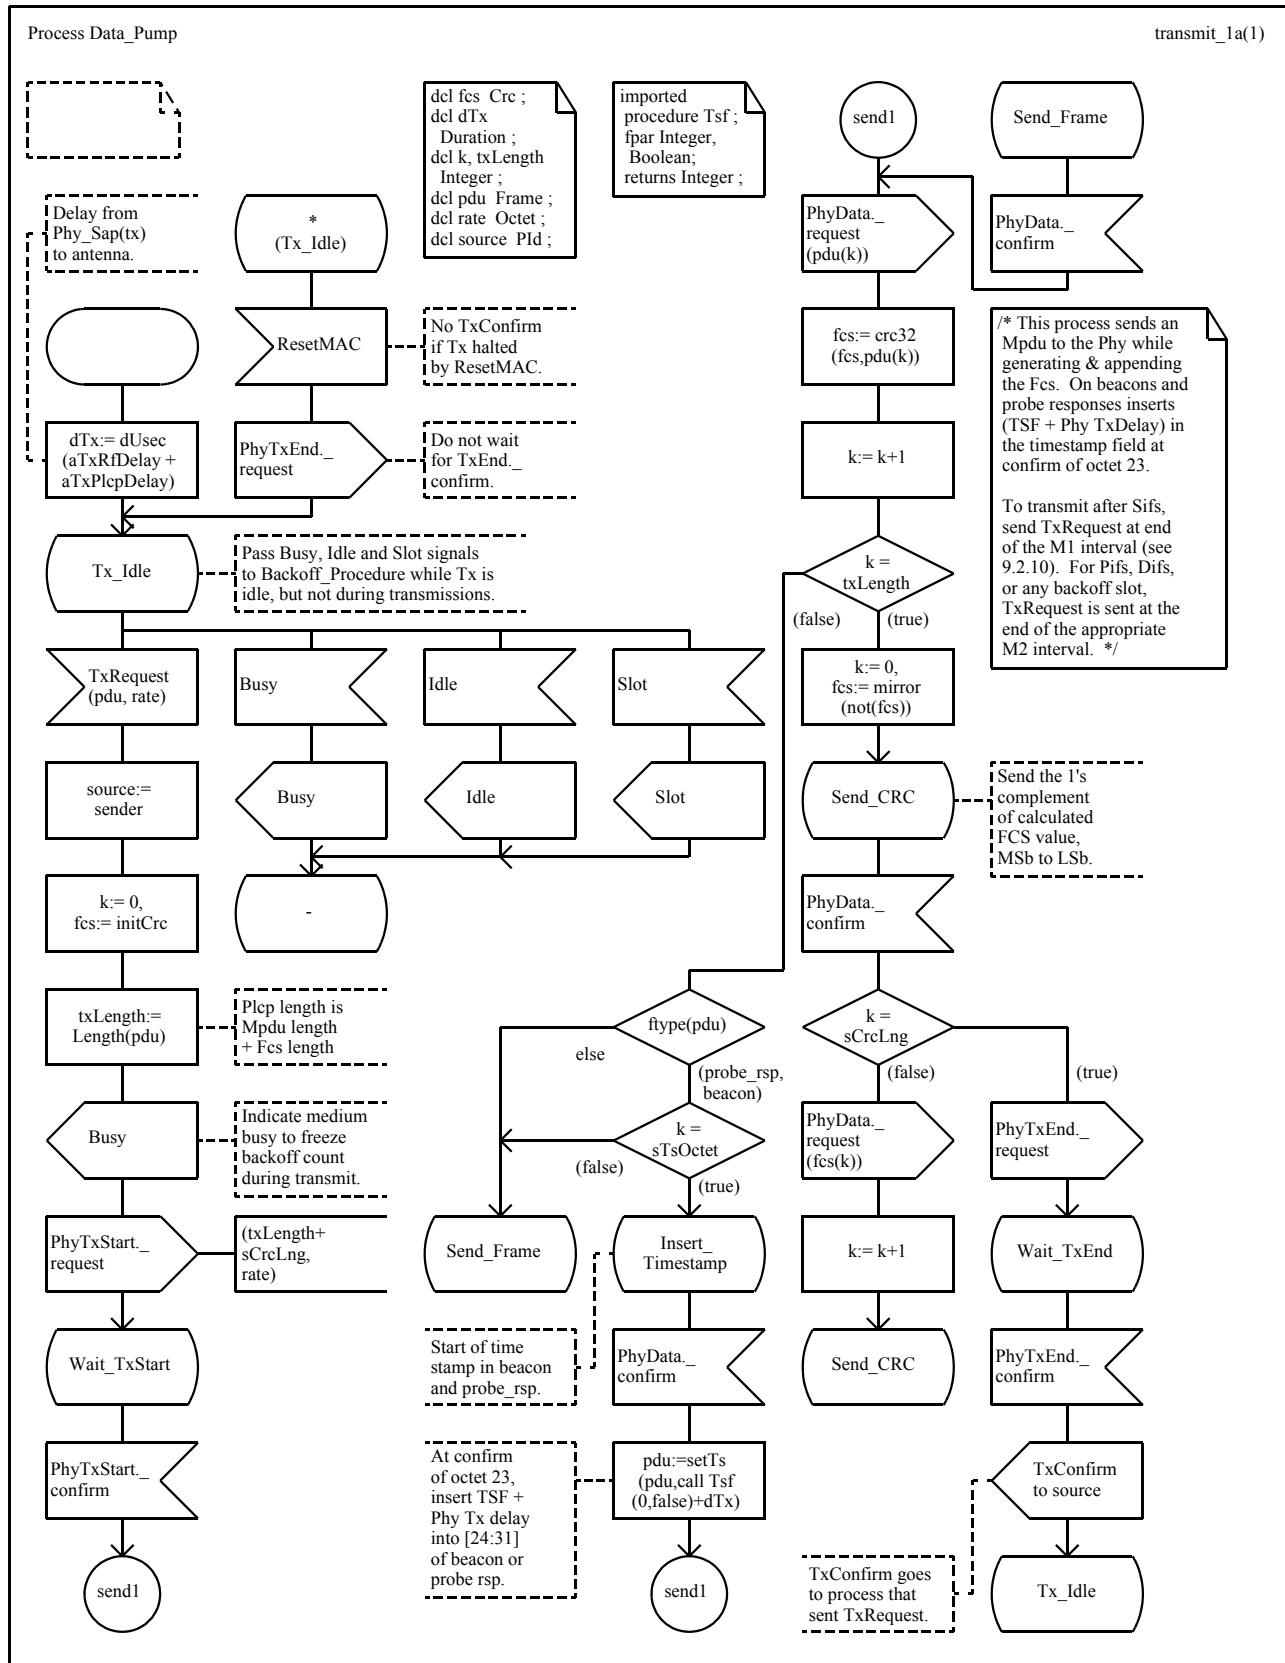 Process Data_Pump
transmit_1a(1)
dcl fcs Crc ;
dcl dTx
Duration ;
dcl k, txLength
Integer ;
dcl pdu Frame ;
dcl rate Octet ;
dcl source PId ;
imported
procedure Tsf ;
fpar Integer,
Boolean;
returns Integer ;
send1
Send_Frame
Delay from
Phy_Sap(tx)
to antenna.
*
(Tx_Idle)
PhyData._
request
(pdu(k))
PhyData._
confirm
ResetMAC
No TxConfirm
if Tx halted
by ResetMAC.
fcs:= crc32
(fcs,pdu(k))
/* This process sends an
Mpdu to the Phy while
generating & appending
the Fcs. On beacons and
probe responses inserts
(TSF + Phy TxDelay) in
the timestamp field at
confirm of octet 23.
To transmit after Sifs,
send TxRequest at end
of the M1 interval (see
9.2.10). For Pifs, Difs,
or any backoff slot,
TxRequest is sent at the
end of the appropriate
M2 interval. */
dTx:= dUsec
(aTxRfDelay +
aTxPlcpDelay)
PhyTxEnd._
request
Do not wait
for TxEnd._
confirm.
k:= k+1
Tx_Idle
Pass Busy, Idle and Slot signals
to Backoff_Procedure while Tx is
idle, but not during transmissions.
k =
txLength
(false)
(true)
TxRequest
(pdu, rate)
Busy
Idle
Slot
k:= 0,
fcs:= mirror
(not(fcs))
source:=
sender
Busy
Idle
Slot
Send_CRC
Send the 1's
complement
of calculated
FCS value,
MSb to LSb.
k:= 0,
fcs:= initCrc
-
PhyData._
confirm
txLength:=
Length(pdu)
Plcp length is
Mpdu length
+ Fcs length
ftype(pdu)
else
(probe_rsp,
beacon)
k =
sCrcLng
(false)
(true)
Busy
Indicate medium
busy to freeze
backoff count
during transmit.
k =
sTsOctet
(false)
(true)
PhyData._
request
(fcs(k))
PhyTxEnd._
request
PhyTxStart._
request
(txLength+
sCrcLng,
rate)
Send_Frame
Insert_
Timestamp
k:= k+1
Wait_TxEnd
Wait_TxStart
Start of time
stamp in beacon
and probe_rsp.
PhyData._
confirm
Send_CRC
PhyTxEnd._
confirm
PhyTxStart._
confirm
At confirm
of octet 23,
insert TSF +
Phy Tx delay
into [24:31]
of beacon or
probe rsp.
pdu:=setTs
(pdu,call Tsf
(0,false)+dTx)
TxConfirm
to source
send1
send1
TxConfirm goes
to process that
sent TxRequest.
Tx_Idle